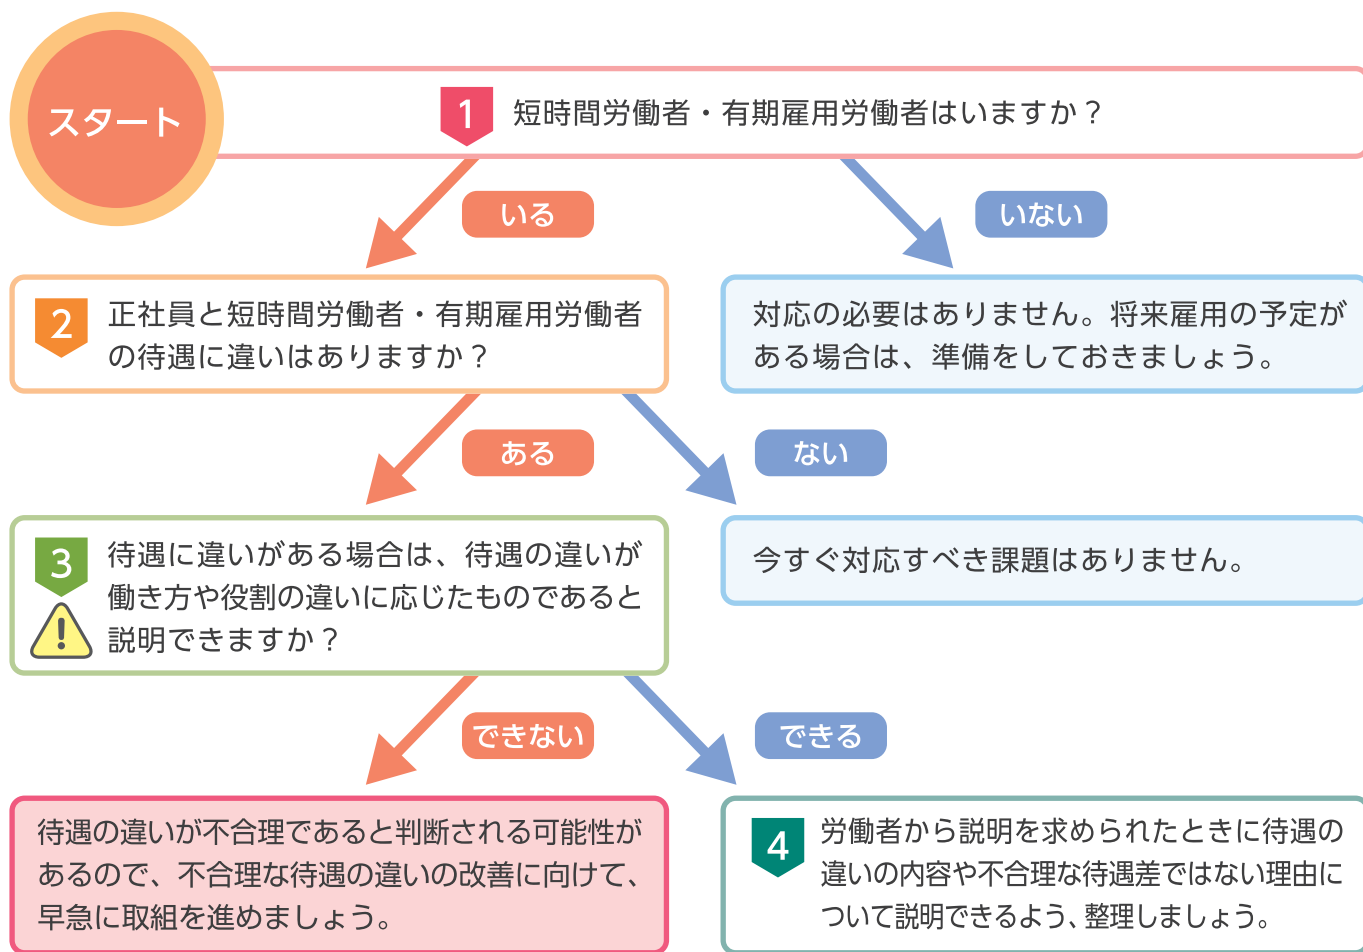 スタート
1 短時間労働者・有期雇用労働者はいますか？
いる
いない
2 正社員と短時間労働者・有期雇用労働者
の待遇に違いはありますか？
対応の必要はありません。将来雇用の予定が
ある場合は、準備をしておきましょう。
ある
ない
3 待遇に違いがある場合は、待遇の違いが
働き方や役割の違いに応じたものであると
説明できますか？
今すぐ対応すべき課題はありません。
できない
できる
待遇の違いが不合理であると判断される可能性が
あるので、不合理な待遇の違いの改善に向けて、
早急に取組を進めましょう。
4 労働者から説明を求められたときに待遇の
違いの内容や不合理な待遇差ではない理由に
ついて説明できるよう、整理しましょう。